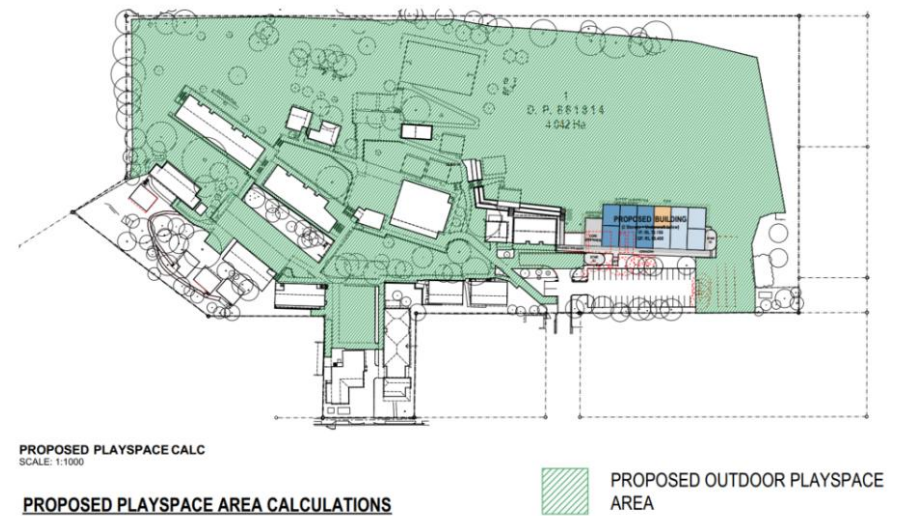 1
D. P. 881814
4.042 Ha
PROPOSED BUILDING
PROPOSED PLAYSPACE CALC
SCALE: 1:1000
PROPOSED PLAYSPACE AREA CALCULATIONS
PROPOSED OUTDOOR PLAYSPACE
AREA